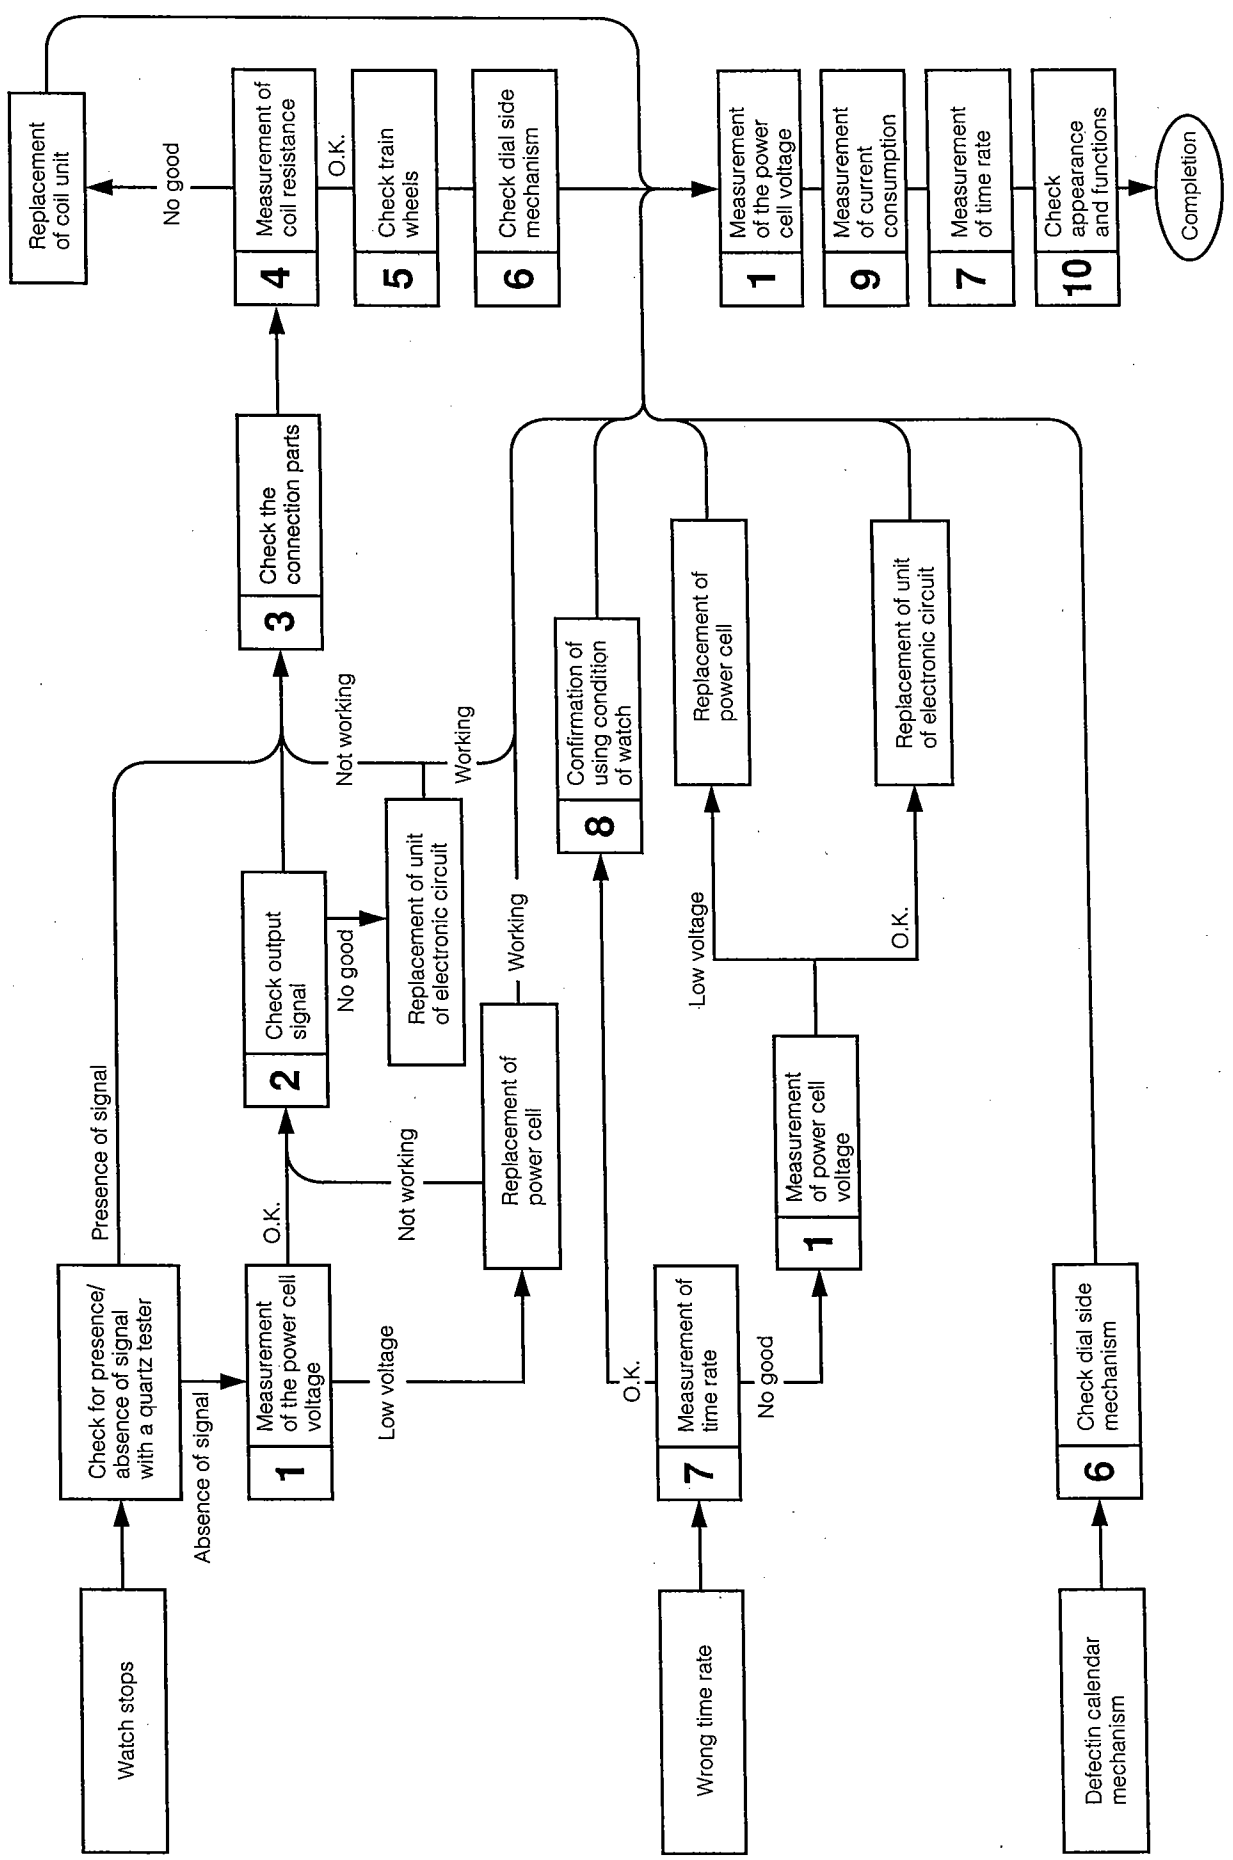 Watch stops
Check for presence/
absence of signal
with a quartz tester
Presence of signal
Absence of signal
1
Measurement
of the power cell
voltage
O.K.
Low voltage
Replacement of
power cell
Not working
Working
2
Check output
signal
No good
Replacement of unit
of electronic circuit
Not working
Working
3
Check the
connection parts
4
Measurement of
coil resistance
No good
Replacement
of coil unit
O.K.
5
Check train
wheels
6
Check dial side
mechanism
Wrong time rate
7
Measurement of
time rate
O.K.
No good
8
Confirmation of
using condition
of watch
1
Measurement
of power cell
voltage
Low voltage
O.K.
Replacement of
power cell
Replacement of unit
of electronic circuit
Defectin calendar
mechanism
6
Check dial side
mechanism
1
Measurement
of the power
cell voltage
9
Measurement
of current
consumption
7
Measurement
of time rate
10
Check
appearance
and functions
Completion